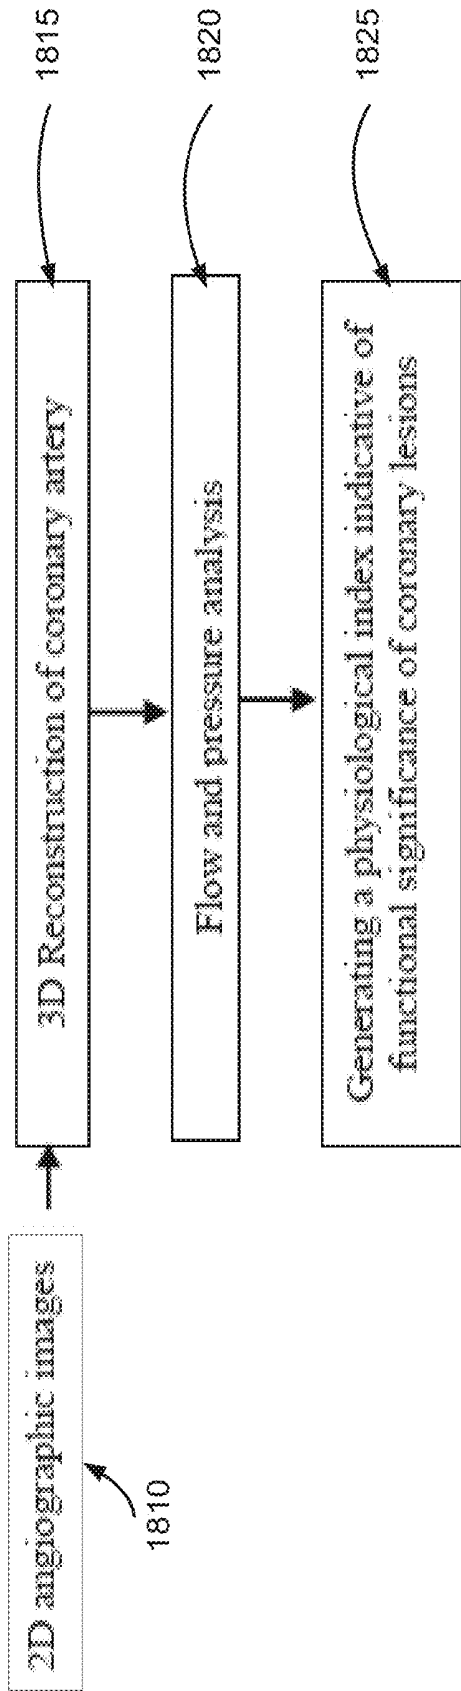 2D angiographic images
1810
3D Reconstruction of coronary artery
1815
Flow and pressure analysis
1820
Generating a physiological index indicative of
functional significance of coronary lesions
1825